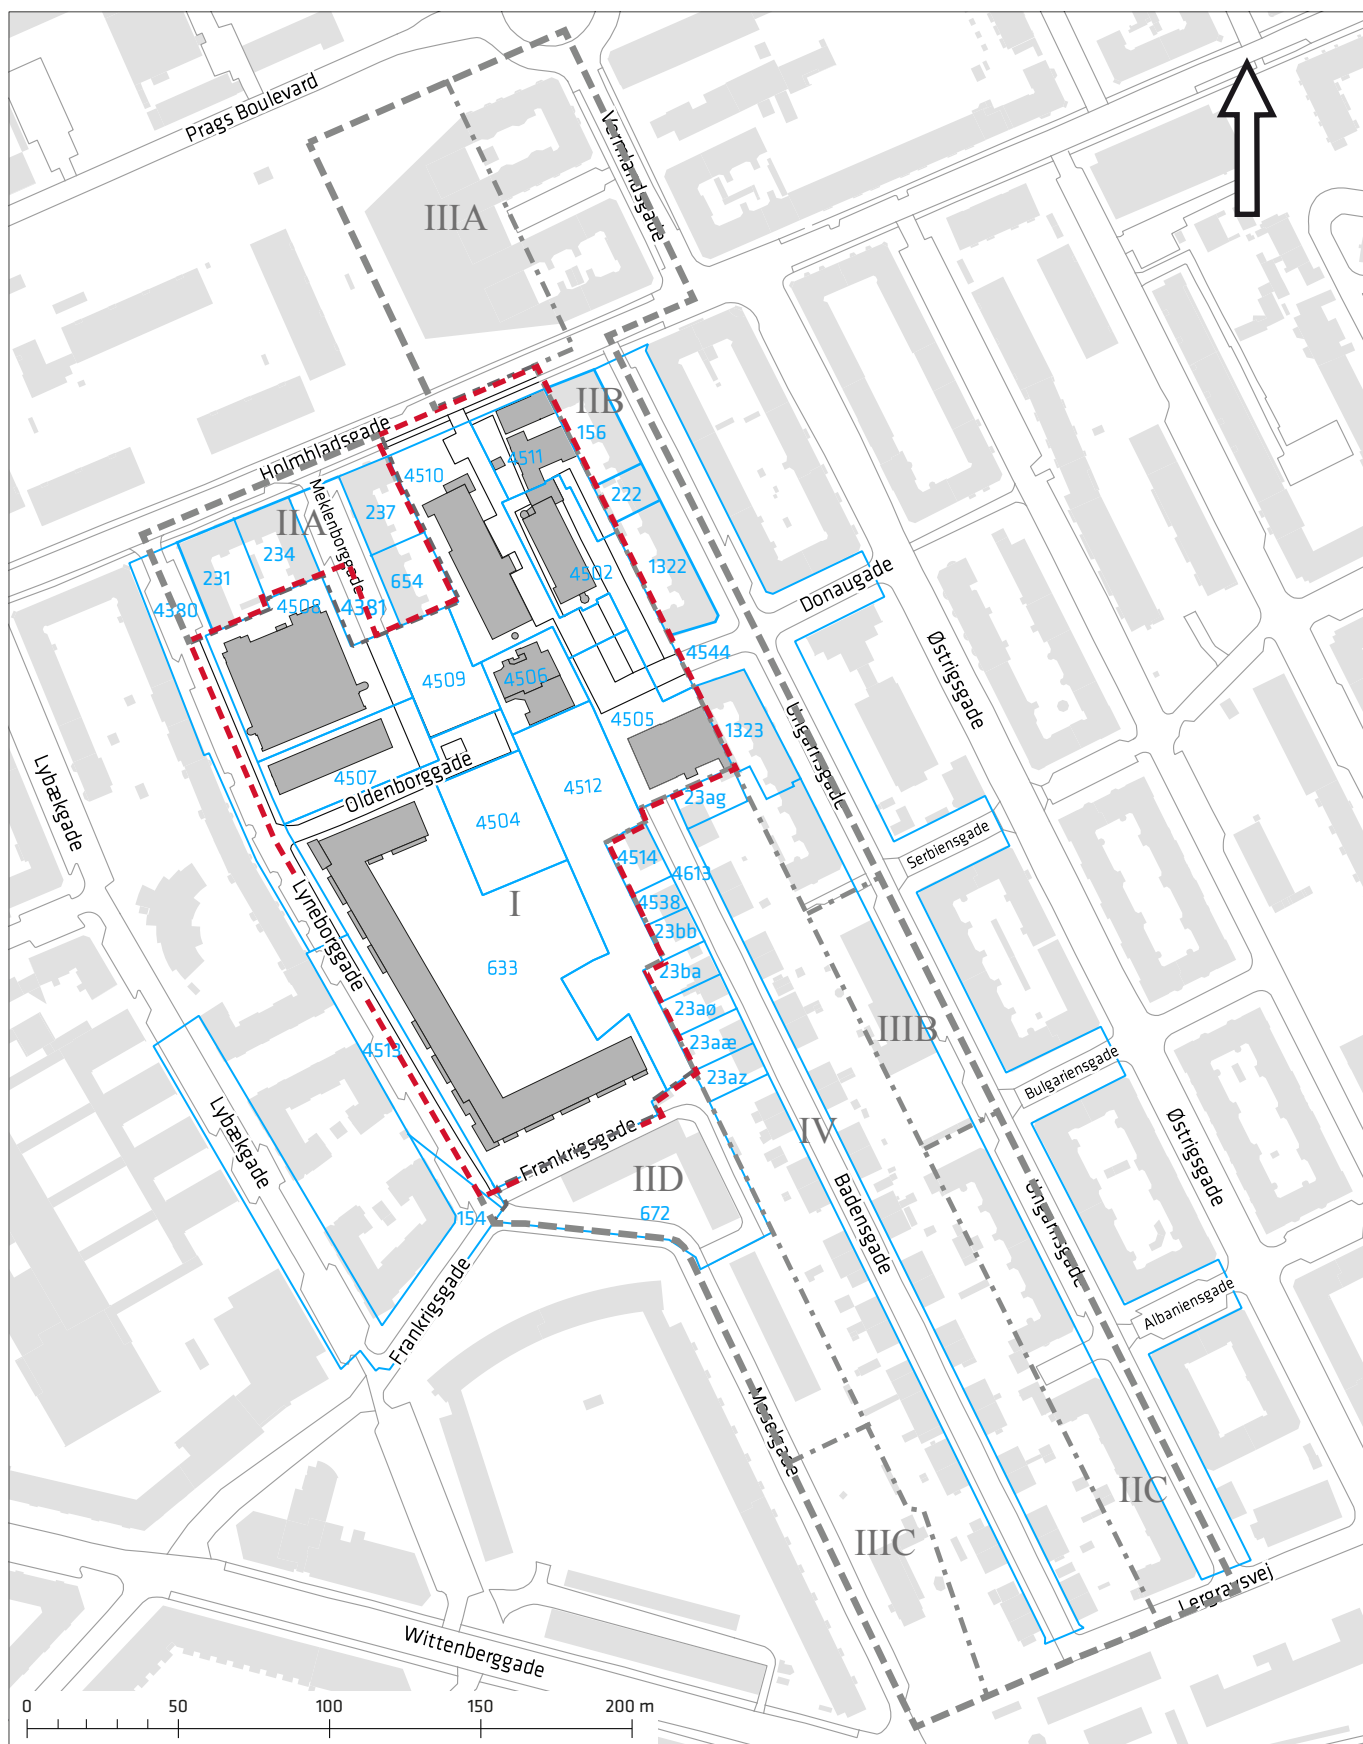 Prags Boulevard
Vermlandsgade
IIIA
IIB
156
Holmbladsgade
4510
4511
237
222
IIA
Meklenborggade
234
231
654
4502
1322
4380
4508
4381
Donaugade
4544
Østrigsgade
4509
4506
4505
1323
Ungarnsgade
Lybækgade
4507
Oldenborggade
4512
23ag
4504
4514
4613
Serbiensgade
Lyneborggade
I
4538
23bb
633
23ba
23aø
IIIB
4513
23aæ
23az
Bulgariensgade
Lybækgade
IV
Østrigsgade
Frankrigsgade
IID
672
154
Badensgade
Ungarnsgade
Frankrigsgade
Albaniensgade
Moselgade
IIC
IIIC
Lergravsvej
Wittenberggade
0 50 100 150 200 m